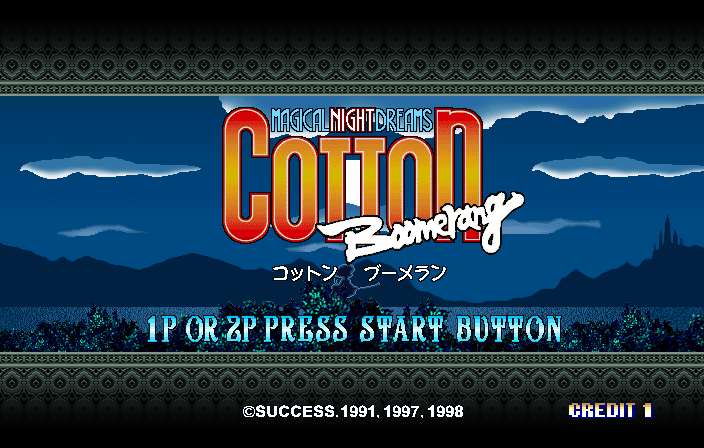 MAGICAL NIGHT DREAMS
COTTON
Boomerang
コットン ブーメラン
1P OR 2P PRESS START BUTTON
©SUCCESS.1991,1997,1998
CREDIT 1